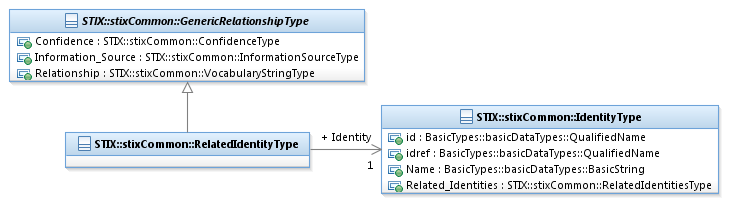 STIX::stixCommon::GenericRelationshipType
Confidence : STIX::stixCommon::ConfidenceType
Information_Source : STIX::stixCommon::InformationSourceType
Relationship : STIX::stixCommon::VocabularyStringType
STIX::stixCommon::RelatedIdentityType
+ Identity
1
STIX::stixCommon::IdentityType
id : BasicTypes::basicDataTypes::QualifiedName
idref : BasicTypes::basicDataTypes::QualifiedName
Name : BasicTypes::basicDataTypes::BasicString
Related_Identities : STIX::stixCommon::RelatedIdentitiesType